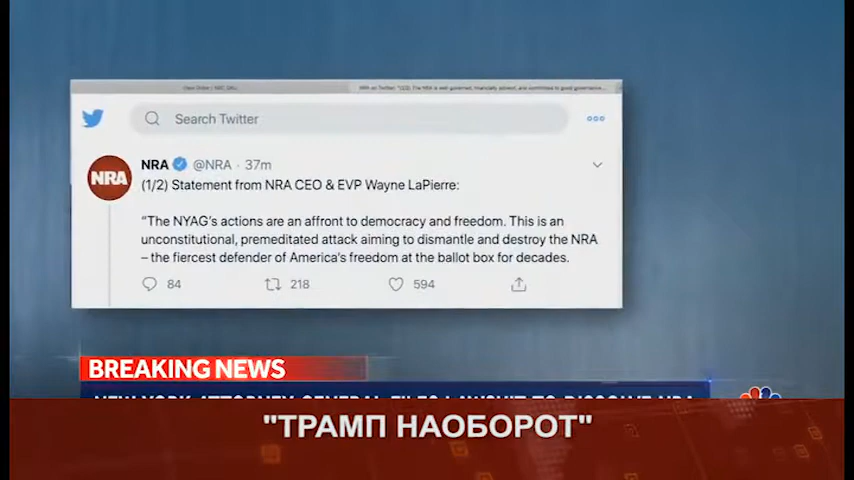 Search Twitter
NRA @NRA · 37m
NRA
(1/2) Statement from NRA CEO & EVP Wayne LaPierre:
“The NYAG's actions are an affront to democracy and freedom. This is an
unconstitutional, premeditated attack aiming to dismantle and destroy the NRA
– the fiercest defender of America's freedom at the ballot box for decades.
84 218 594
BREAKING NEWS
NEW YORK ATTORNEY GENERAL FILES LAWSUIT TO DISSOLVE NRA
"ТРАМП НАОБОРОТ"